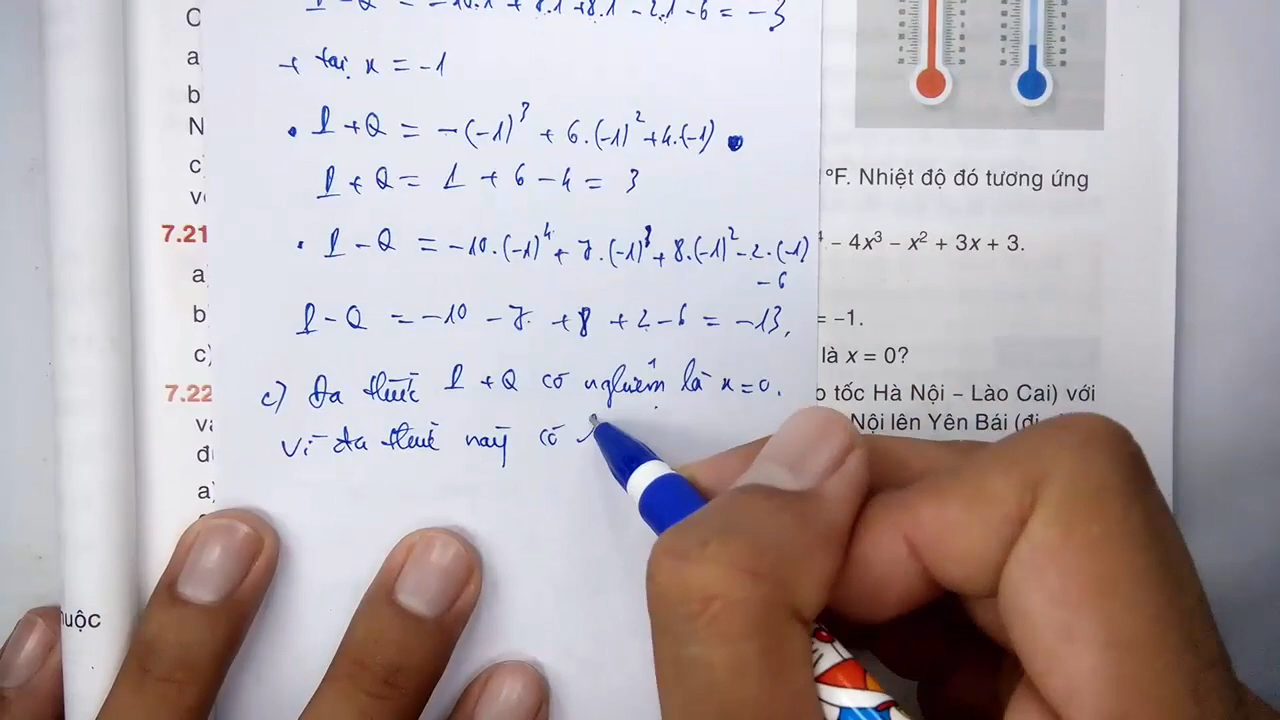 P - Q = -10.1 + 8.1 + 8.1 - 2.1 - 6 = -3
+ tại x = -1
P + Q = -(-1)³ + 6.(-1)² + 4.(-1)
P + Q = 1 + 6 - 4 = 3
P - Q = -10.(-1)⁴ + 7.(-1)³ + 8.(-1)² - 2.(-1)
- 6
P - Q = -10 - 7 + 8 + 2 - 6 = -13.
c) Đa thức P + Q có nghiệm là x = 0.
Vì đa thức này có
C
a
b
N
c)
7.21
a
b
c)
7.22
đ
a)
huộc
°F. Nhiệt độ đó tương ứng
⁴ - 4x³ - x² + 3x + 3.
= -1.
là x = 0?
tốc Hà Nội - Lào Cai) với
Nội lên Yên Bái (đi